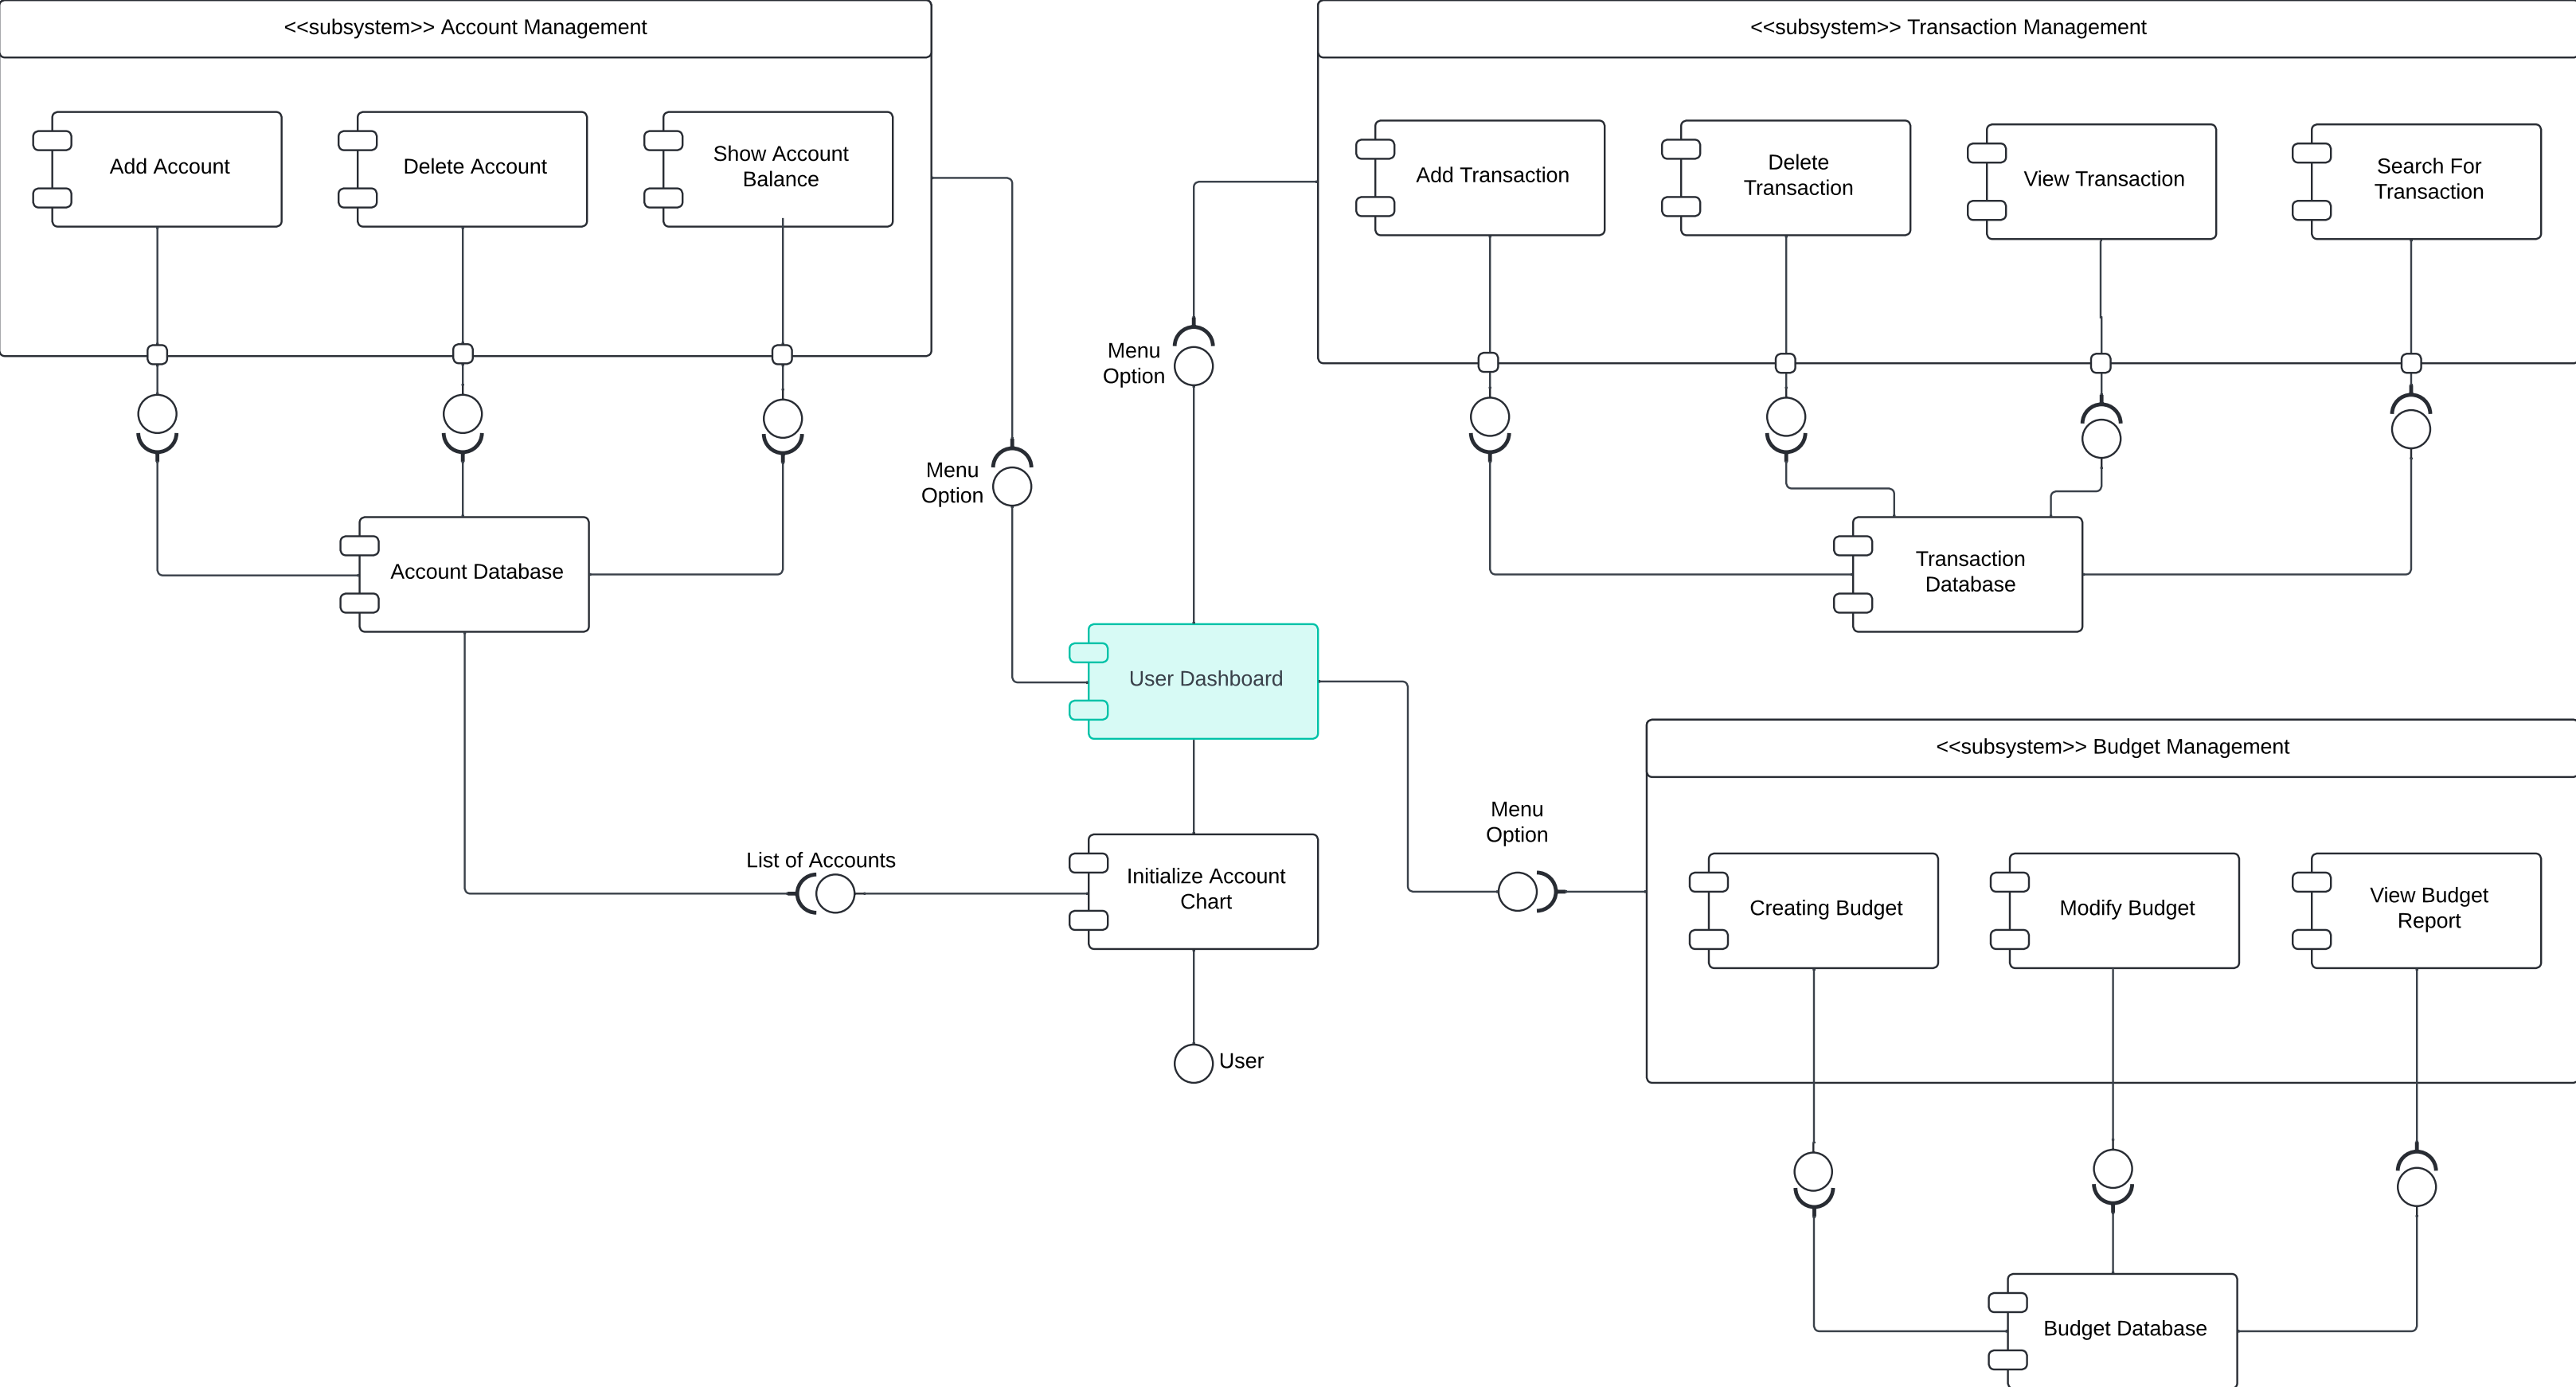 <<subsystem>> Account Management
<<subsystem>> Transaction Management
Add Account
Delete Account
Show Account
Balance
Add Transaction
Delete
Transaction
View Transaction
Search For
Transaction
Menu
Option
Menu
Option
Account Database
Transaction
Database
User Dashboard
<<subsystem>> Budget Management
Menu
Option
List of Accounts
Initialize Account
Chart
Creating Budget
Modify Budget
View Budget
Report
User
Budget Database